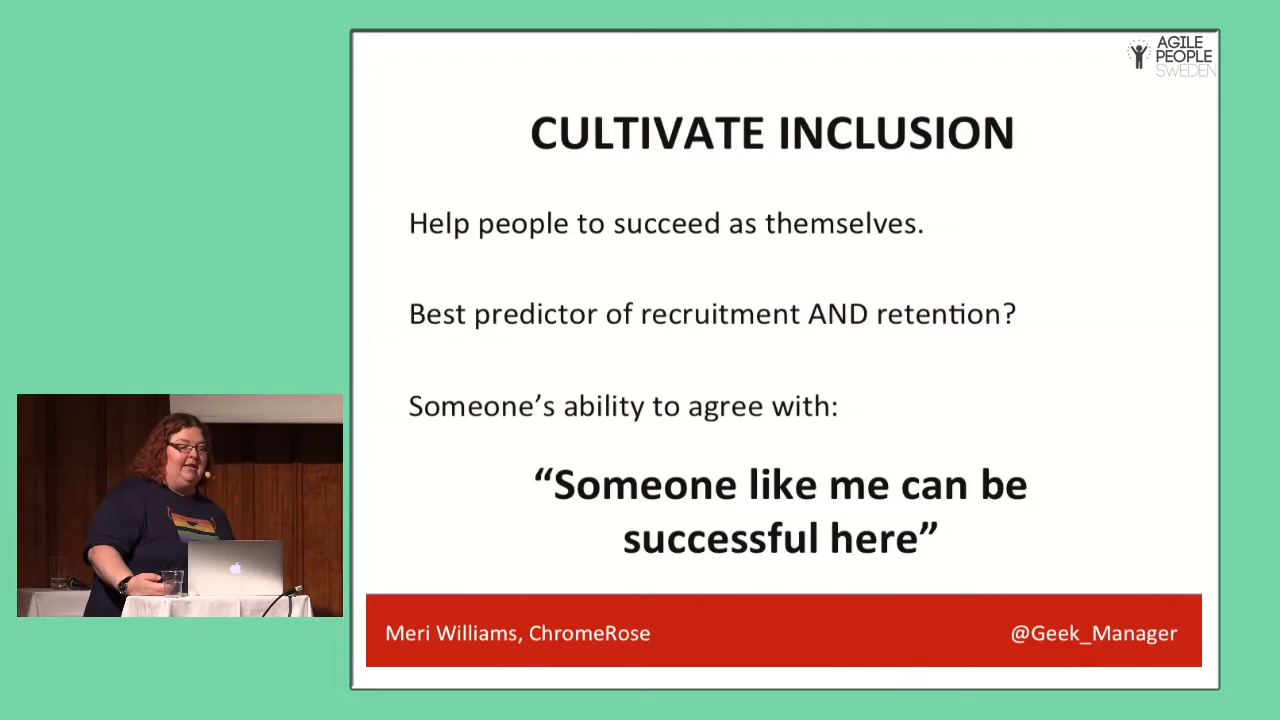 AGILE
PEOPLE
SWEDEN
CULTIVATE INCLUSION
Help people to succeed as themselves.
Best predictor of recruitment AND retention?
Someone’s ability to agree with:
“Someone like me can be
successful here”
Meri Williams, ChromeRose
@Geek_Manager